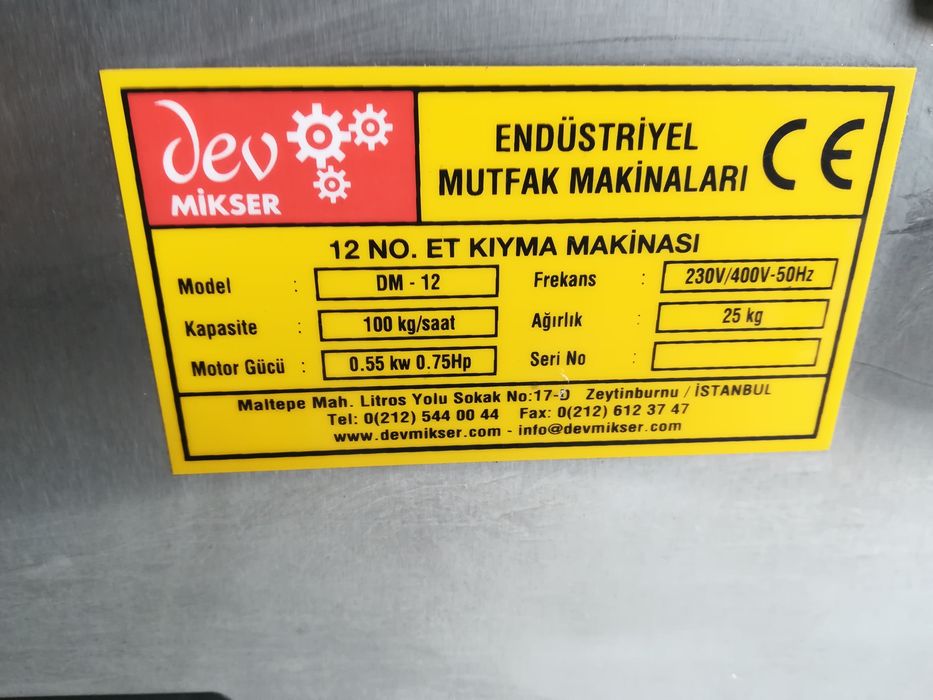 dev
MİKSER
ENDÜSTRİYEL
MUTFAK MAKİNALARI
CE
12 NO. ET KIYMA MAKİNASI
Model : DM - 12
Frekans : 230V/400V-50Hz
Kapasite : 100 kg/saat
Ağırlık : 25 kg
Motor Gücü : 0.55 kw 0.75Hp
Seri No :
Maltepe Mah. Litros Yolu Sokak No:17-D Zeytinburnu / İSTANBUL
Tel: 0(212) 544 00 44 Fax: 0(212) 612 37 47
www.devmikser.com - info@devmikser.com